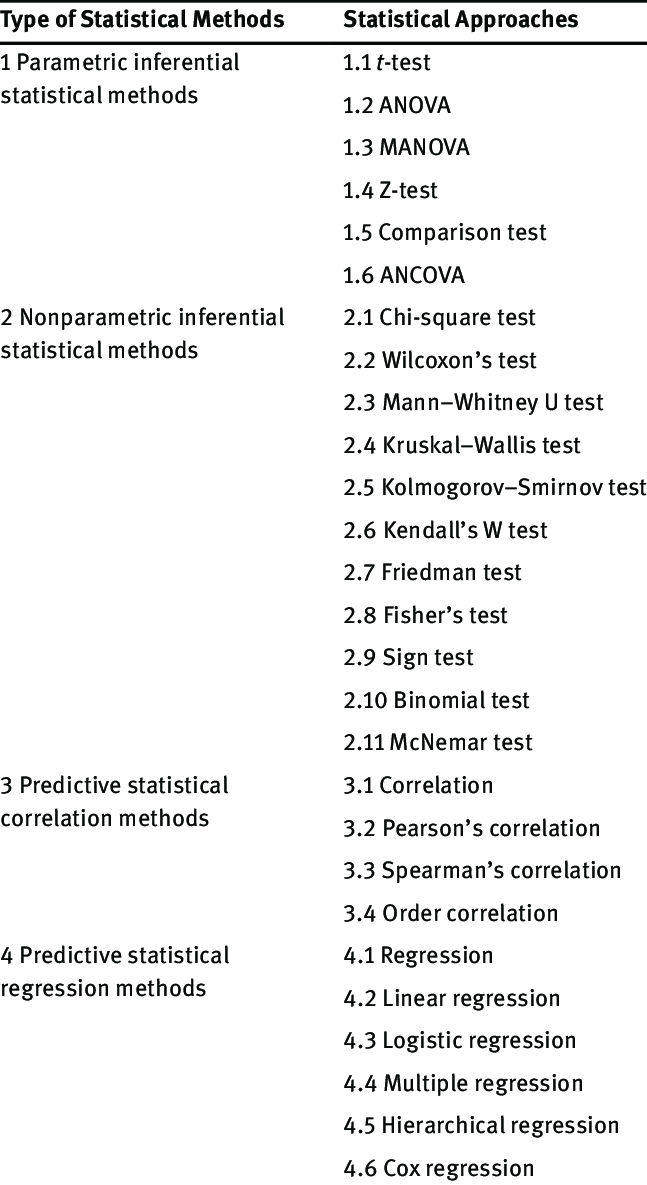 Type of Statistical Methods Statistical Approaches
1 Parametric inferential 1.1 t-test
statistical methods
1.2 ANOVA
1.3 MANOVA
1.4 Z-test
1.5 Comparison test
1.6 ANCOVA
2 Nonparametric inferential 2.1 Chi-square test
statistical methods
2.2 Wilcoxon’s test
2.3 Mann–Whitney U test
2.4 Kruskal–Wallis test
2.5 Kolmogorov–Smirnov test
2.6 Kendall’s W test
2.7 Friedman test
2.8 Fisher’s test
2.9 Sign test
2.10 Binomial test
2.11 McNemar test
3 Predictive statistical 3.1 Correlation
correlation methods
3.2 Pearson’s correlation
3.3 Spearman’s correlation
3.4 Order correlation
4 Predictive statistical 4.1 Regression
regression methods
4.2 Linear regression
4.3 Logistic regression
4.4 Multiple regression
4.5 Hierarchical regression
4.6 Cox regression